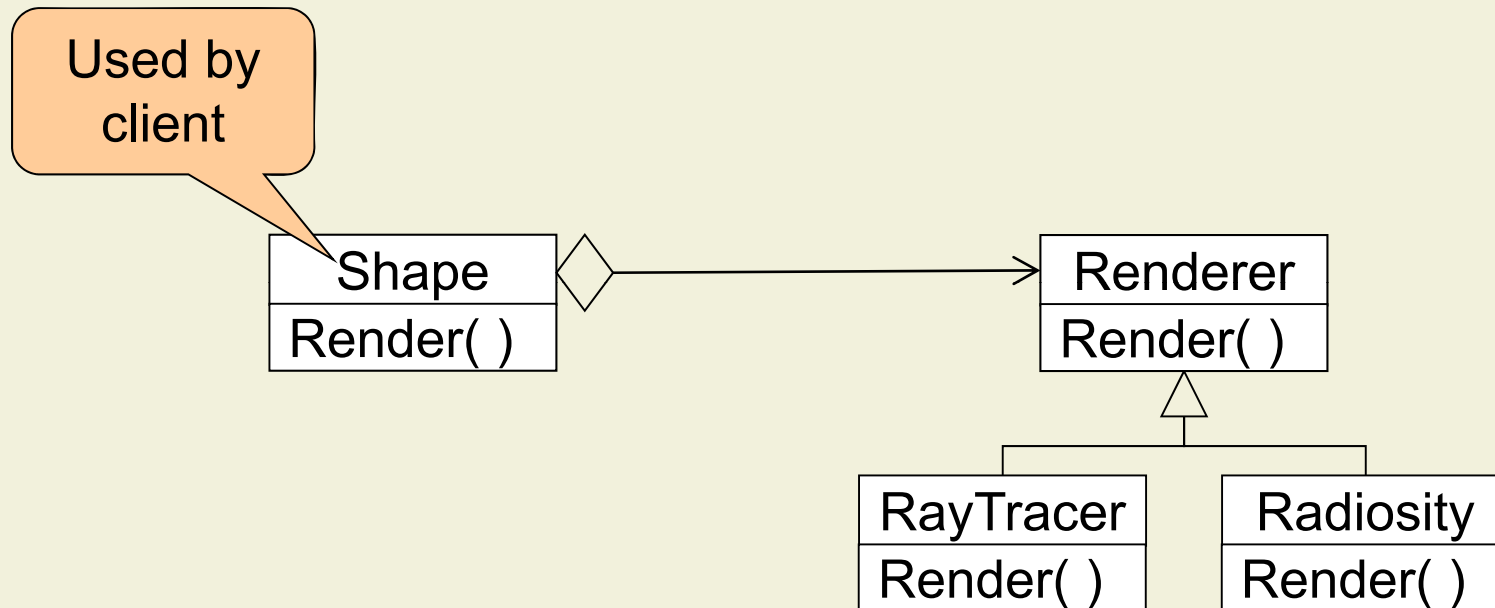 Used by
client
Shape
Render( )
Renderer
Render( )
RayTracer
Render( )
Radiosity
Render( )